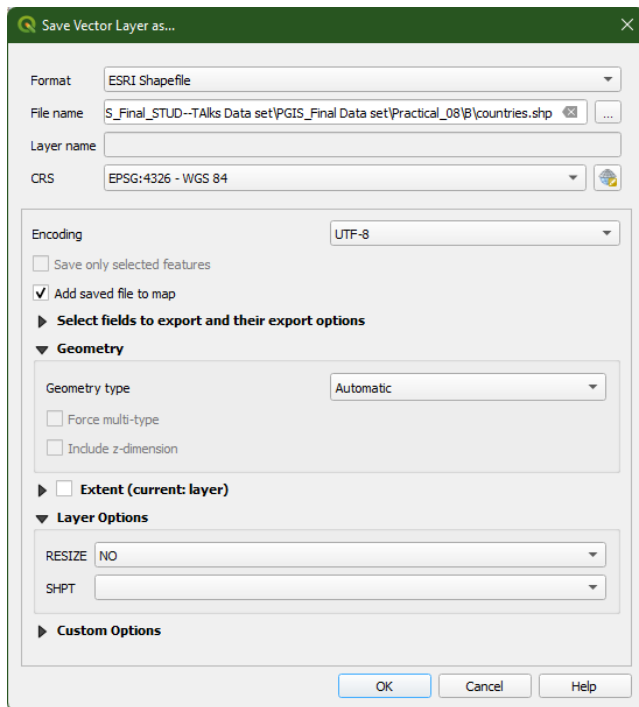 Save Vector Layer as...
Format ESRI Shapefile
File name S_Final_STUD--TAlks Data set\PGIS_Final Data set\Practical_08\B\countries.shp ...
Layer name
CRS EPSG:4326 - WGS 84
Encoding UTF-8
Save only selected features
Add saved file to map
Select fields to export and their export options
Geometry
Geometry type Automatic
Force multi-type
Include z-dimension
Extent (current: layer)
Layer Options
RESIZE NO
SHPT
Custom Options
OK Cancel Help